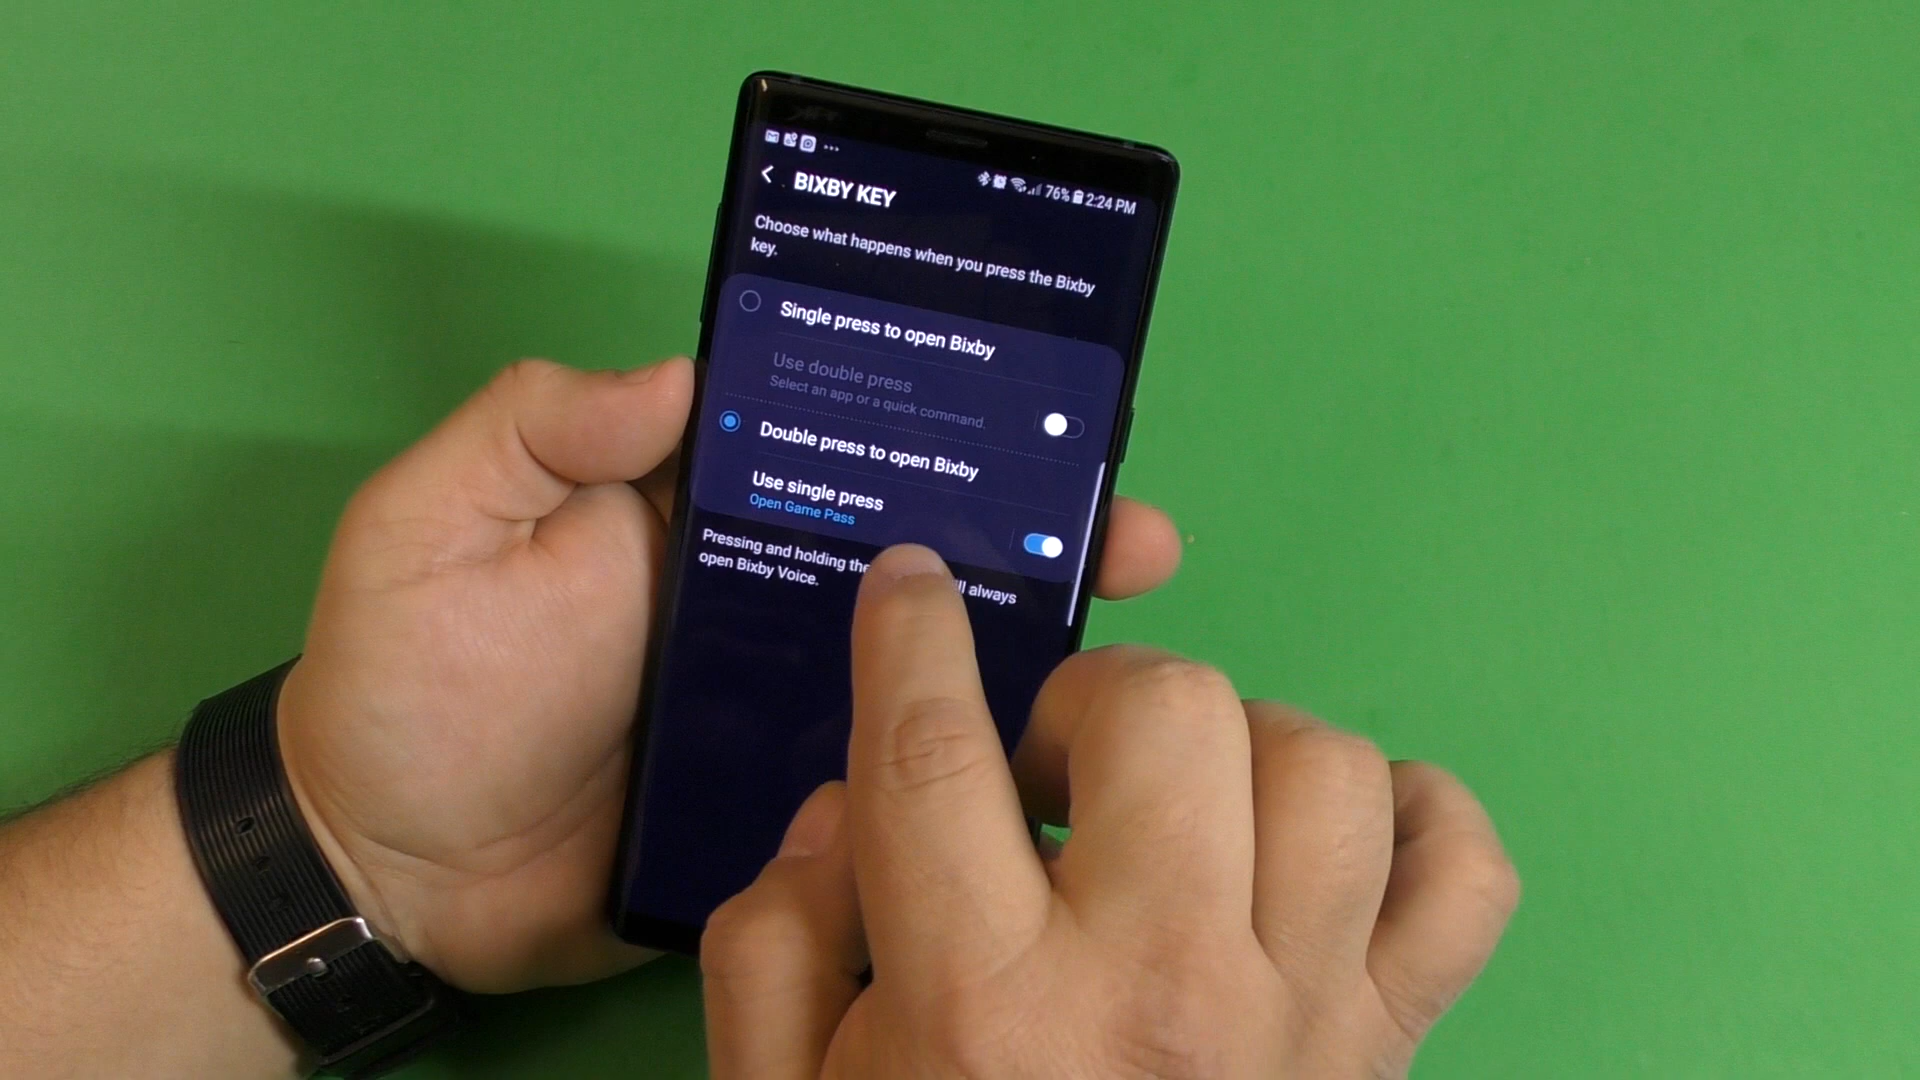 76% 2:24 PM
BIXBY KEY
Choose what happens when you press the Bixby
key.
Single press to open Bixby
Use double press
Select an app or a quick command.
Double press to open Bixby
Use single press
Open Game Pass
Pressing and holding the ll always
open Bixby Voice.